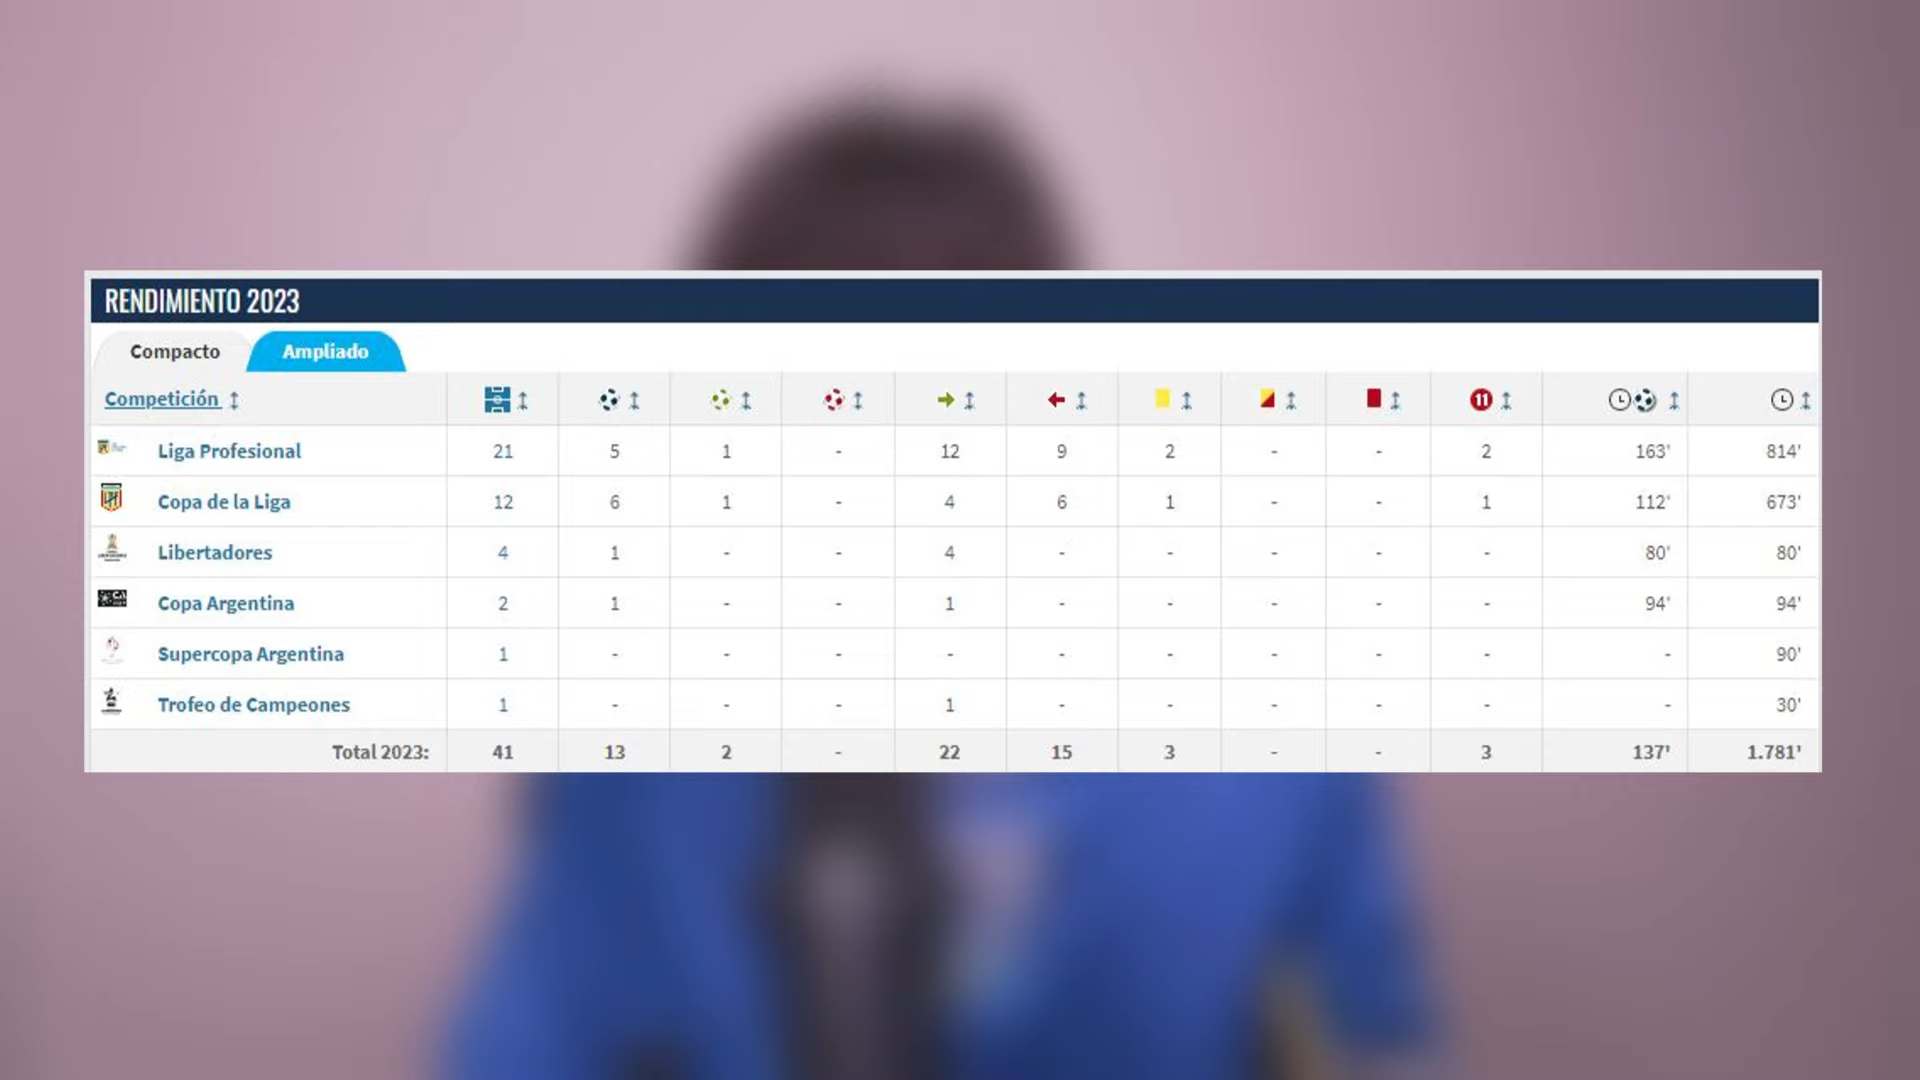 RENDIMIENTO 2023
Compacto Ampliado
Competición
11
Liga Profesional 21 5 1 - 12 9 2 - - 2 163' 814'
Copa de la Liga 12 6 1 - 4 6 1 - - 1 112' 673'
Libertadores 4 1 - - 4 - - - - - 80' 80'
Copa Argentina 2 1 - - 1 - - - - - 94' 94'
Supercopa Argentina 1 - - - - - - - - - - 90'
Trofeo de Campeones 1 - - - 1 - - - - - - 30'
Total 2023: 41 13 2 - 22 15 3 - - 3 137' 1.781'